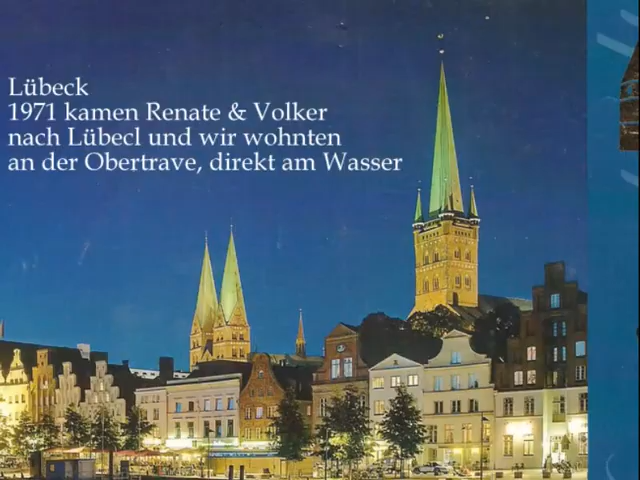 Lübeck
1971 kamen Renate & Volker
nach Lübecl und wir wohnten
an der Obertrave, direkt am Wasser